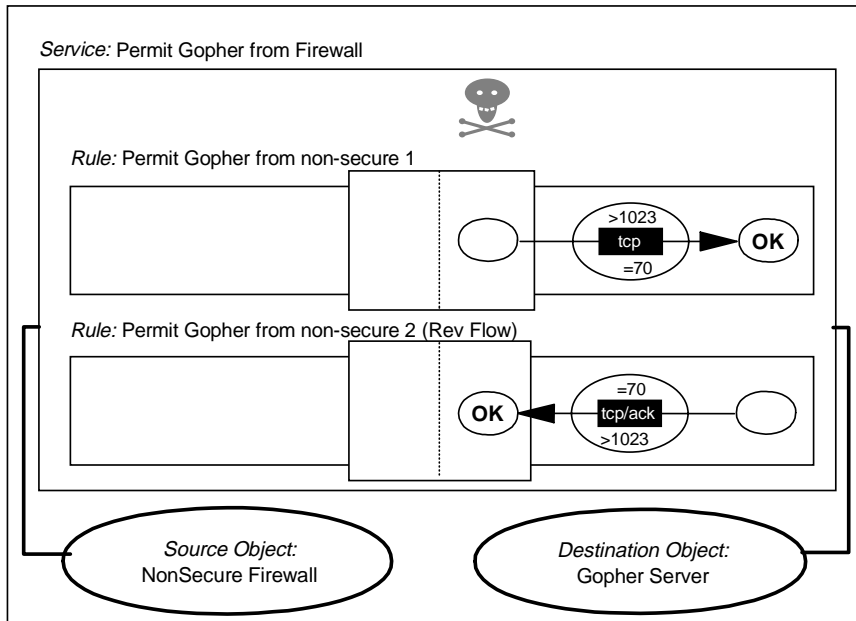 Service: Permit Gopher from Firewall
Rule: Permit Gopher from non-secure 1
>1023
tcp
=70
OK
Rule: Permit Gopher from non-secure 2 (Rev Flow)
OK
=70
tcp/ack
>1023
Source Object:
NonSecure Firewall
Destination Object:
Gopher Server